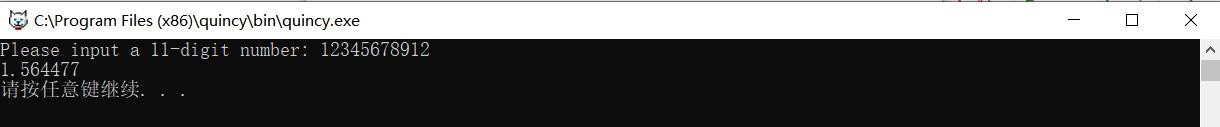 C:\Program Files (x86)\quincy\bin\quincy.exe
Please input a 11-digit number: 12345678912
1.564477
请按任意键继续. . .